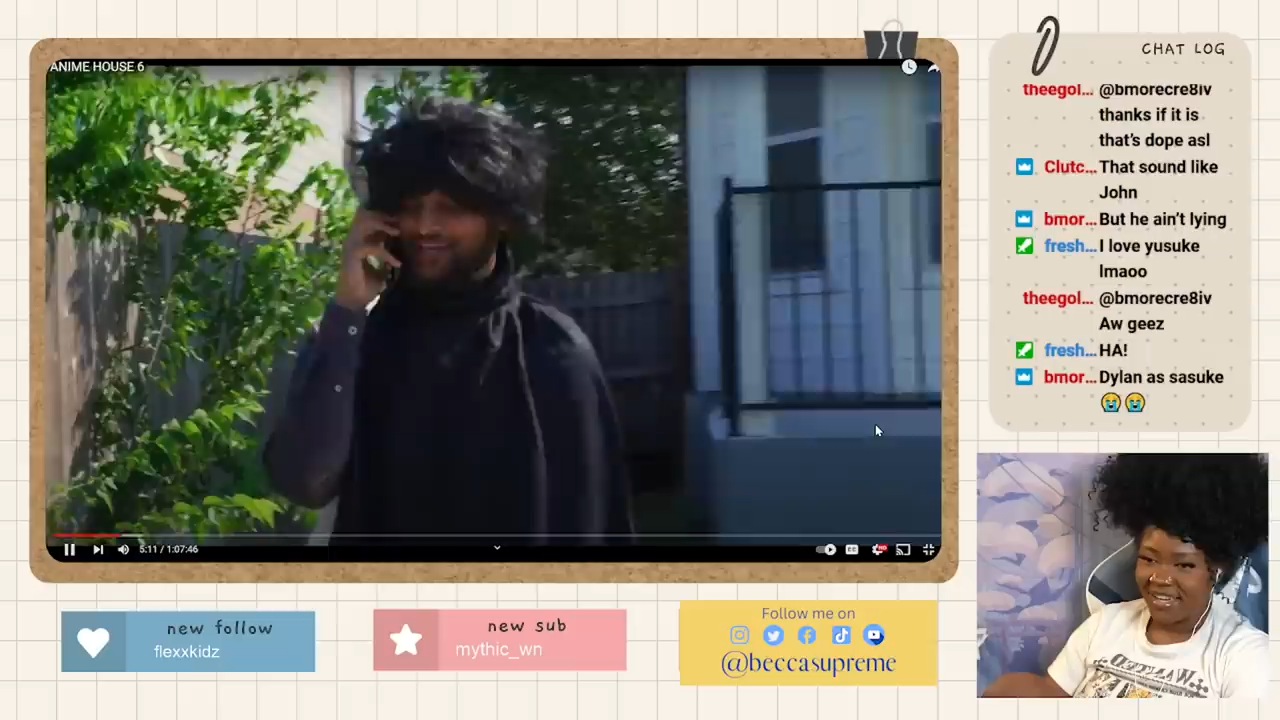 ANIME HOUSE 6
5:11 / 1:07:46
CHAT LOG
theegol... @bmorecre8iv
thanks if it is
that's dope asl
Clutc... That sound like
John
bmor... But he ain't lying
fresh... I love yusuke
lmaoo
theegol... @bmorecre8iv
Aw geez
fresh... HA!
bmor... Dylan as sasuke
😭😭
new follow
flexxkidz
new sub
mythic_wn
Follow me on
@beccasupreme
OUTLAW